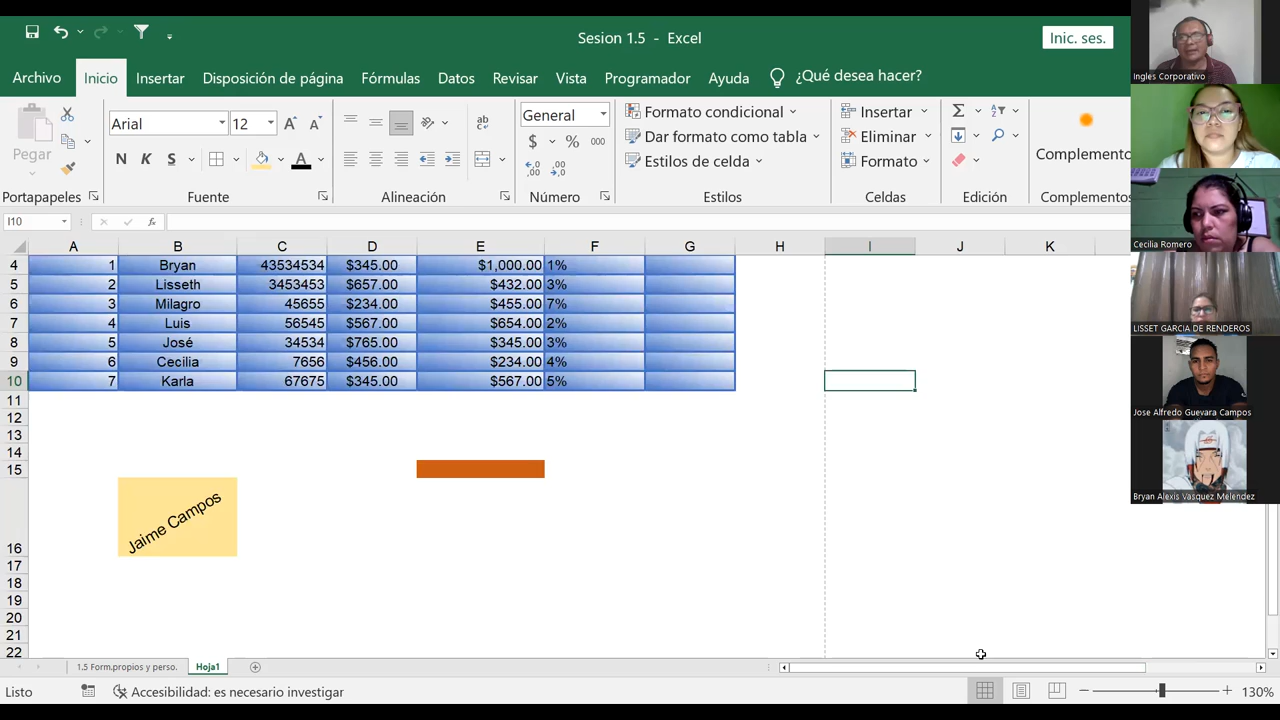 Sesion 1.5 - Excel
Inic. ses.
Archivo Inicio Insertar Disposición de página Fórmulas Datos Revisar Vista Programador Ayuda ¿Qué desea hacer?
Pegar
Arial 12
N K S A
ab
General
$ % 000
Formato condicional
Dar formato como tabla
Estilos de celda
Insertar
Eliminar
Formato
Complemento
Portapapeles Fuente Alineación Número Estilos Celdas Edición Complementos
I10 fx
A B C D E F G H I J K
4 1 Bryan 43534534 $345.00 $1,000.00 1%
5 2 Lisseth 3453453 $657.00 $432.00 3%
6 3 Milagro 45655 $234.00 $455.00 7%
7 4 Luis 56545 $567.00 $654.00 2%
8 5 José 34534 $765.00 $345.00 3%
9 6 Cecilia 7656 $456.00 $234.00 4%
10 7 Karla 67675 $345.00 $567.00 5%
11
12
13
14
15
16 Jaime Campos
17
18
19
20
21
22
1.5 Form.propios y perso. Hoja1
Listo Accesibilidad: es necesario investigar 130%
Ingles Corporativo
Cecilia Romero
LISSET GARCIA DE RENDEROS
Jose Alfredo Guevara Campos
Bryan Alexis Vasquez Melendez